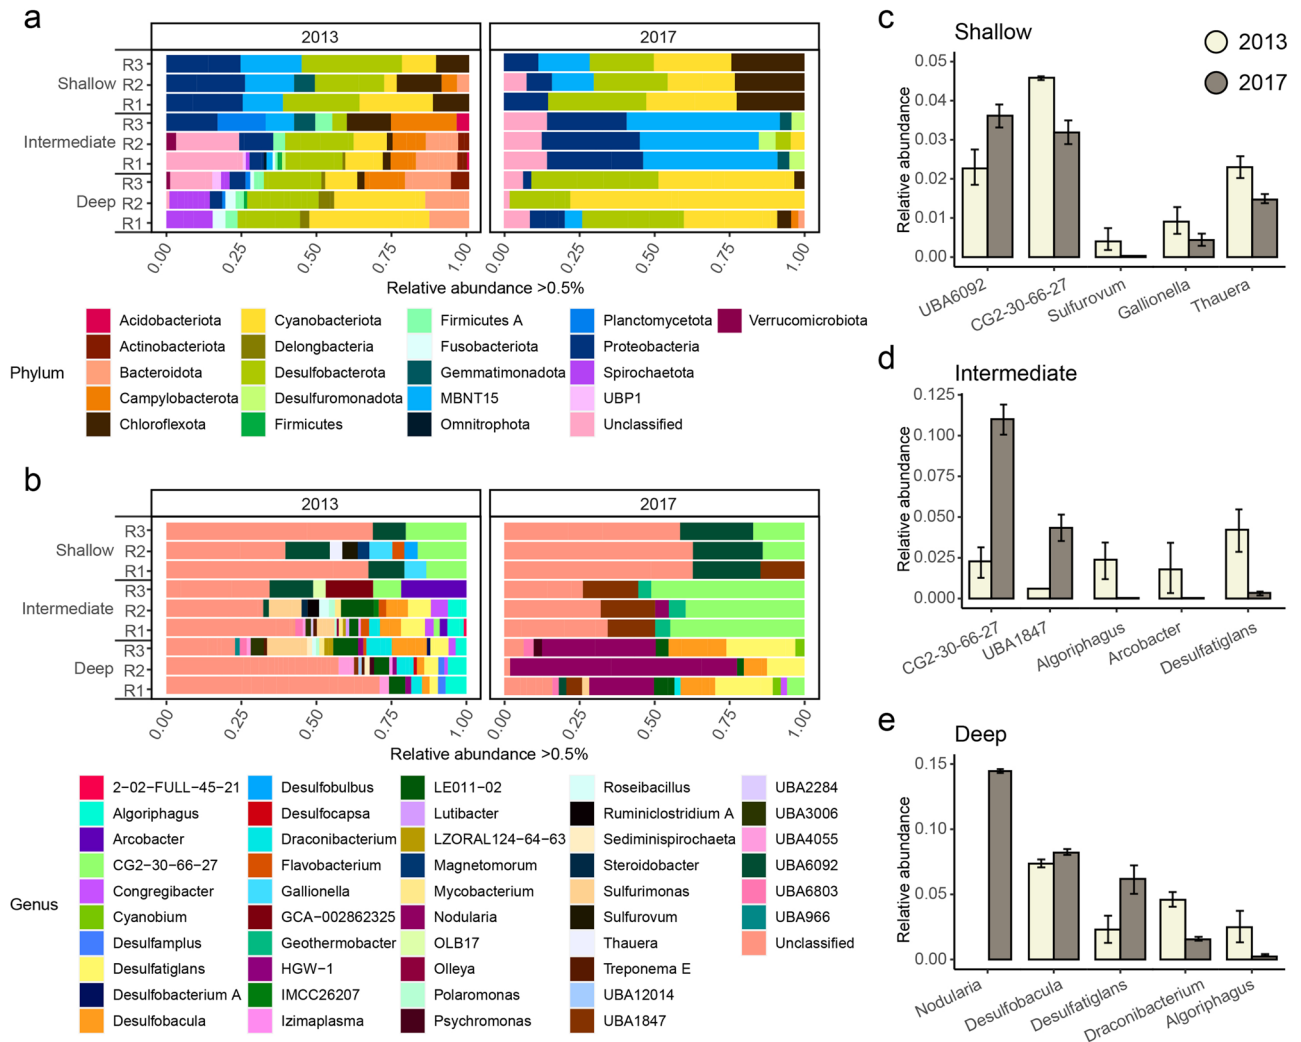 a
2013
2017
Shallow
R3
R2
R1
Intermediate
R3
R2
R1
Deep
R3
R2
R1
0.00
0.25
0.50
0.75
1.00
0.00
0.25
0.50
0.75
1.00
Relative abundance >0.5%
Phylum
Acidobacteriota
Actinobacteriota
Bacteroidota
Campylobacterota
Chloroflexota
Cyanobacteriota
Delongbacteria
Desulfobacterota
Desulfuromonadota
Firmicutes
Firmicutes A
Fusobacteriota
Gemmatimonadota
MBNT15
Omnitrophota
Planctomycetota
Proteobacteria
Spirochaetota
UBP1
Unclassified
Verrucomicrobiota
b
2013
2017
Shallow
R3
R2
R1
Intermediate
R3
R2
R1
Deep
R3
R2
R1
0.00
0.25
0.50
0.75
1.00
0.00
0.25
0.50
0.75
1.00
Relative abundance >0.5%
Genus
2−02−FULL−45−21
Algoriphagus
Arcobacter
CG2−30−66−27
Congregibacter
Cyanobium
Desulfamplus
Desulfatiglans
Desulfobacterium A
Desulfobacula
Desulfobulbus
Desulfocapsa
Draconibacterium
Flavobacterium
Gallionella
GCA−002862325
Geothermobacter
HGW−1
IMCC26207
Izimaplasma
LE011−02
Lutibacter
LZORAL124−64−63
Magnetomorum
Mycobacterium
Nodularia
OLB17
Olleya
Polaromonas
Psychromonas
Roseibacillus
Ruminiclostridium A
Sediminispirochaeta
Steroidobacter
Sulfurimonas
Sulfurovum
Thauera
Treponema E
UBA12014
UBA1847
UBA2284
UBA3006
UBA4055
UBA6092
UBA6803
UBA966
Unclassified
c
Shallow
2013
2017
Relative abundance
0.05
0.04
0.03
0.02
0.01
0.00
UBA6092
CG2-30-66-27
Sulfurovum
Gallionella
Thauera
d
Intermediate
Relative abundance
0.125
0.100
0.075
0.050
0.025
0.000
CG2-30-66-27
UBA1847
Algoriphagus
Arcobacter
Desulfatiglans
e
Deep
Relative abundance
0.15
0.10
0.05
0.00
Nodularia
Desulfobacula
Desulfatiglans
Draconibacterium
Algoriphagus